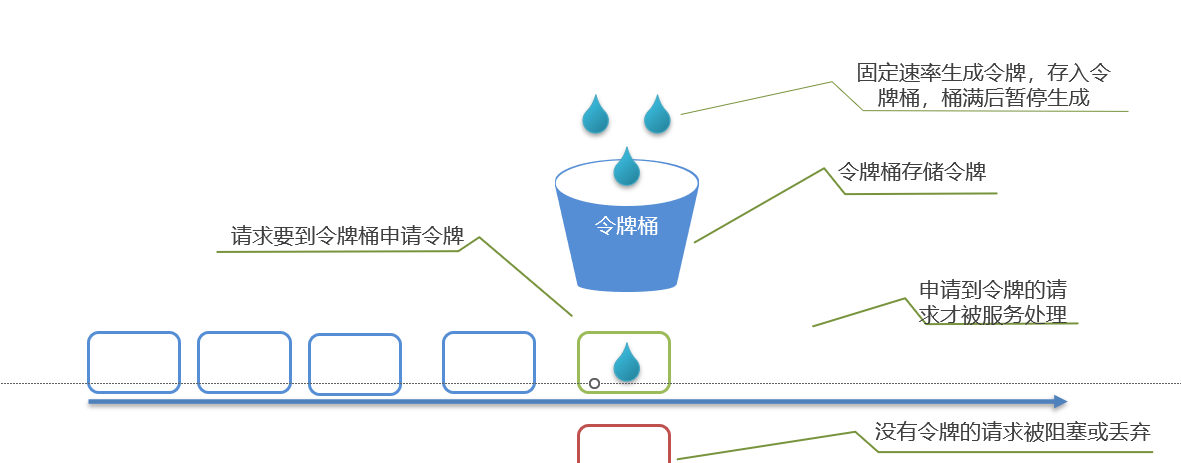 固定速率生成令牌，存入令
牌桶，桶满后暂停生成
令牌桶存储令牌
令牌桶
请求要到令牌桶申请令牌
申请到令牌的请
求才被服务处理
没有令牌的请求被阻塞或丢弃